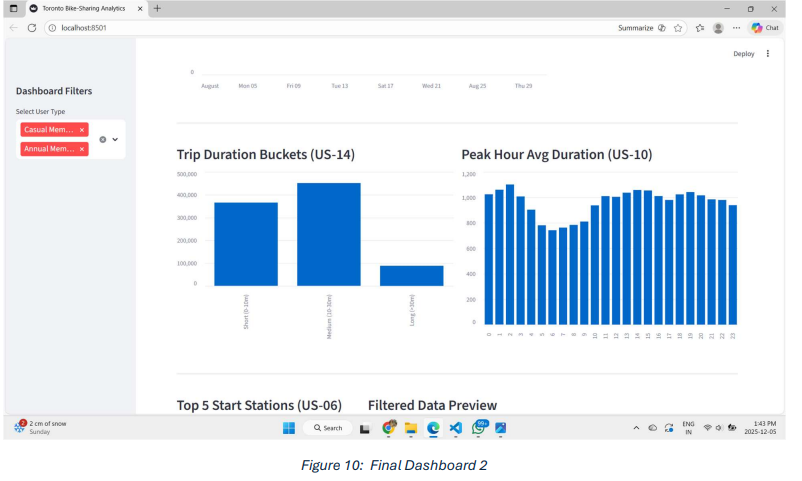 Toronto Bike-Sharing Analytics
localhost:8501
Summarize
Chat
Deploy
Dashboard Filters
Select User Type
Casual Mem...
Annual Mem...
0
August Mon 05 Fri 09 Tue 13 Sat 17 Wed 21 Aug 25 Thu 29
Trip Duration Buckets (US-14)
500,000
400,000
300,000
200,000
100,000
0
Short (0-10m)
Medium (10-30m)
Long (>30m)
Peak Hour Avg Duration (US-10)
1,200
1,000
800
600
400
200
0
0 1 2 3 4 5 6 7 8 9 10 11 12 13 14 15 16 17 18 19 20 21 22 23
Top 5 Start Stations (US-06)
Filtered Data Preview
2
2 cm of snow
Sunday
Search
99+
ENG
IN
1:43 PM
2025-12-05
Figure 10: Final Dashboard 2